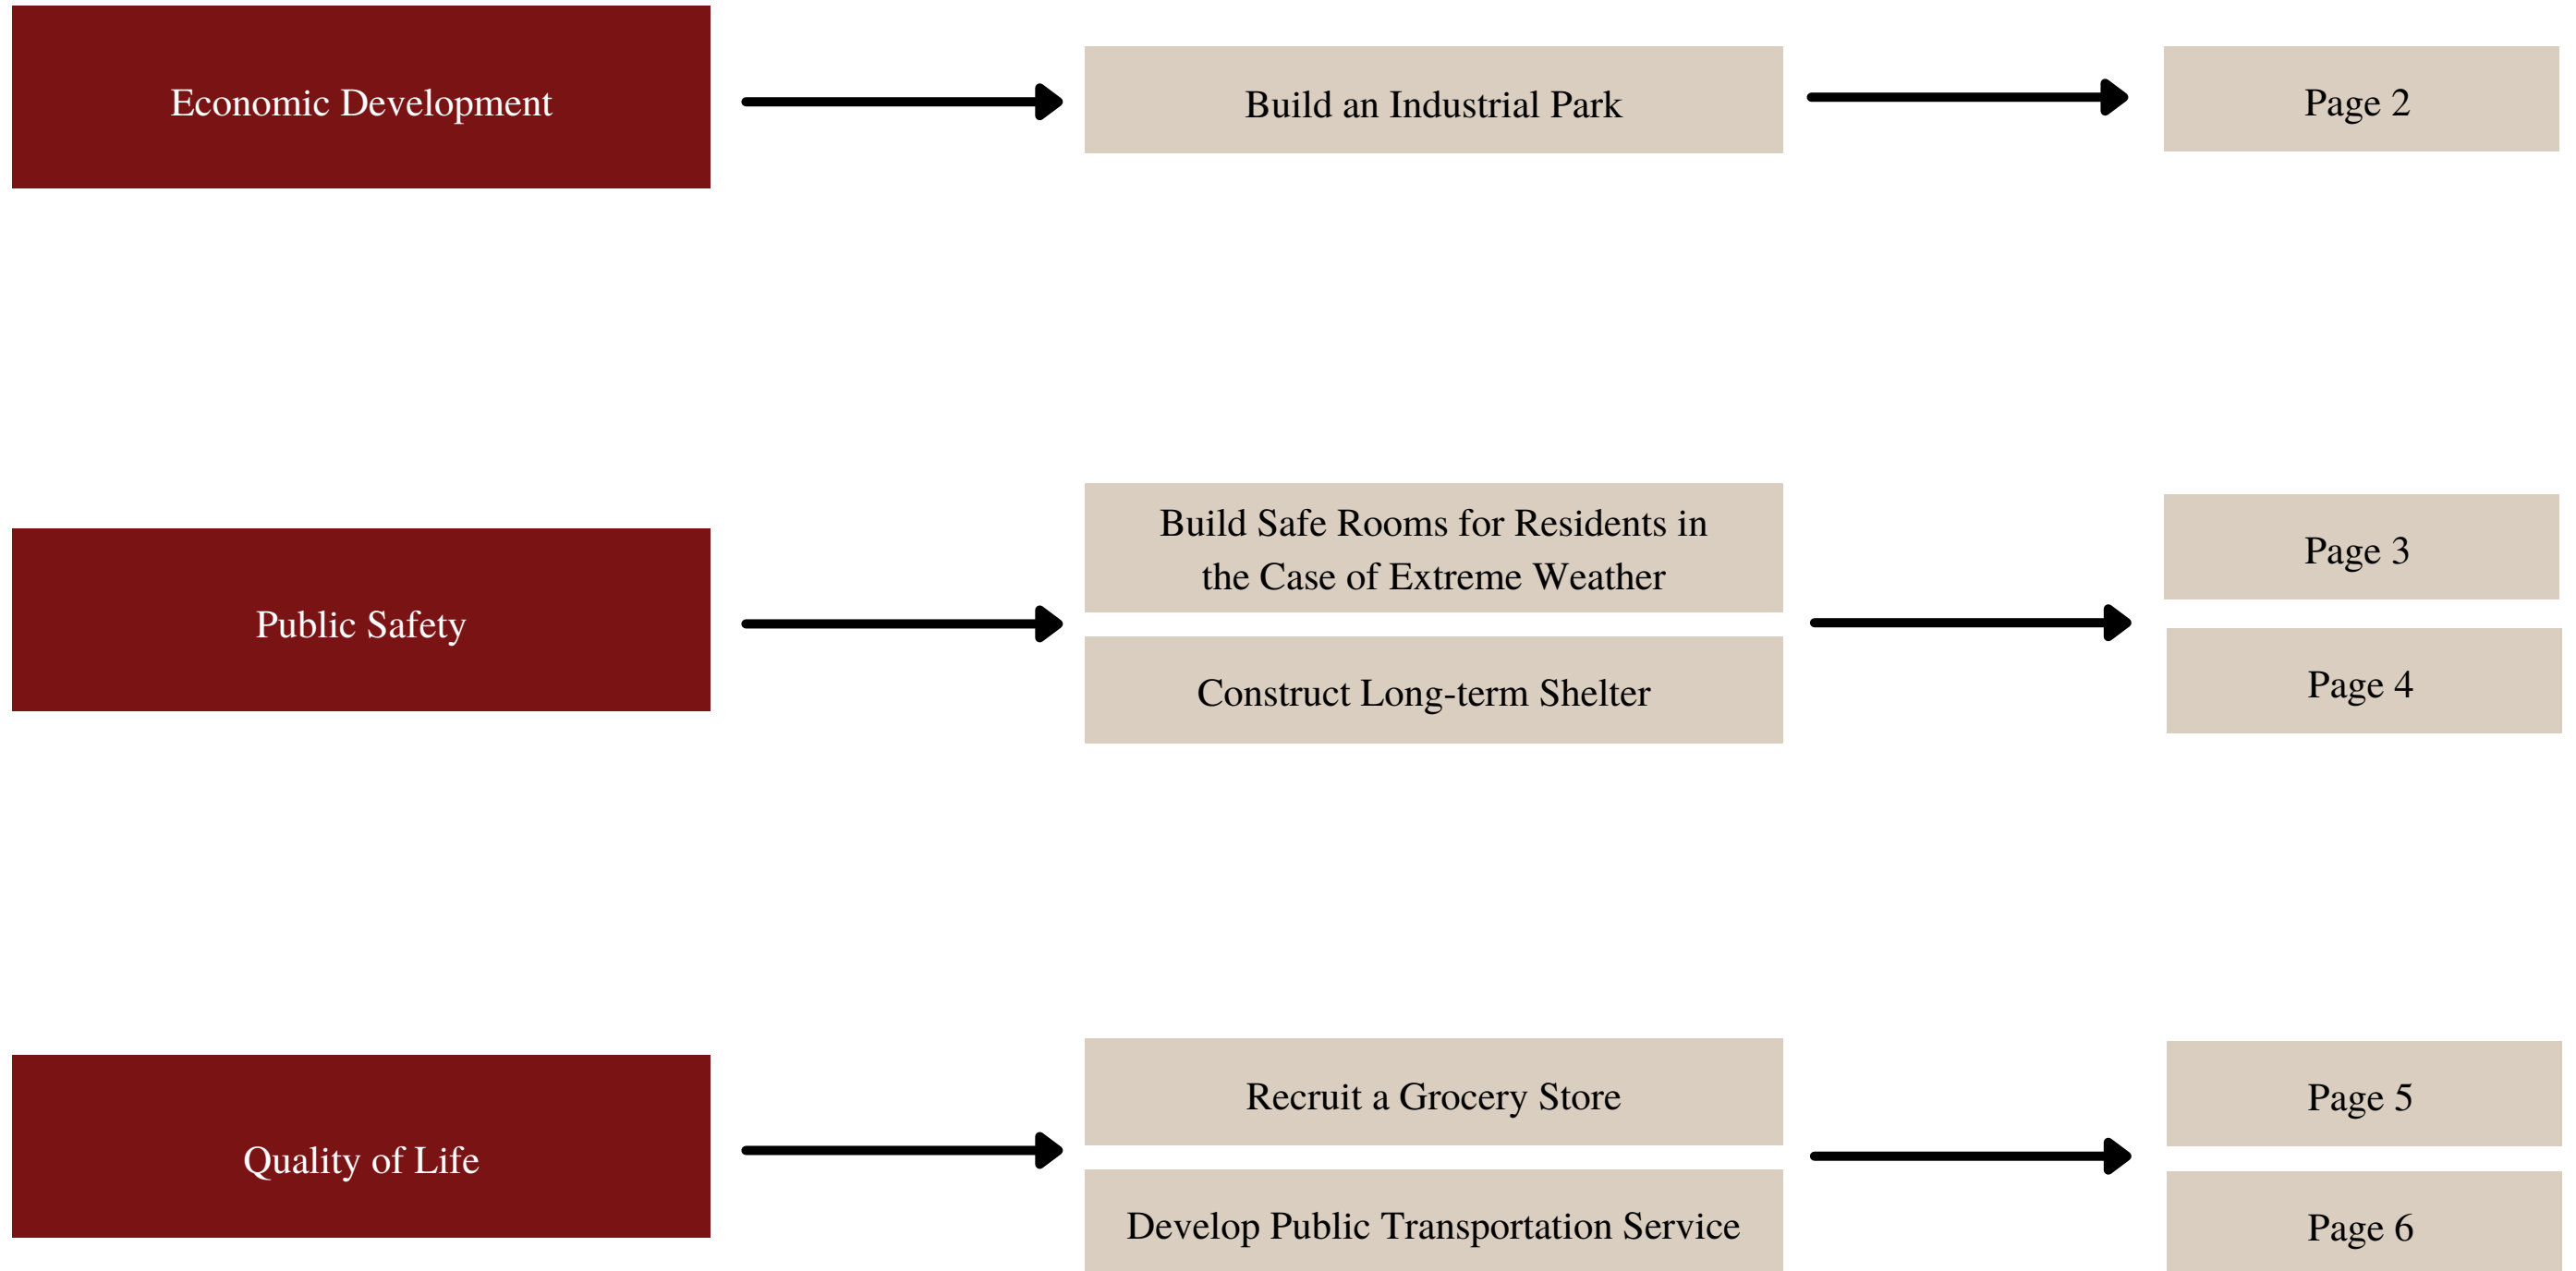 Economic Development
Build an Industrial Park
Page 2
Public Safety
Build Safe Rooms for Residents in
the Case of Extreme Weather
Construct Long-term Shelter
Page 3
Page 4
Quality of Life
Recruit a Grocery Store
Develop Public Transportation Service
Page 5
Page 6